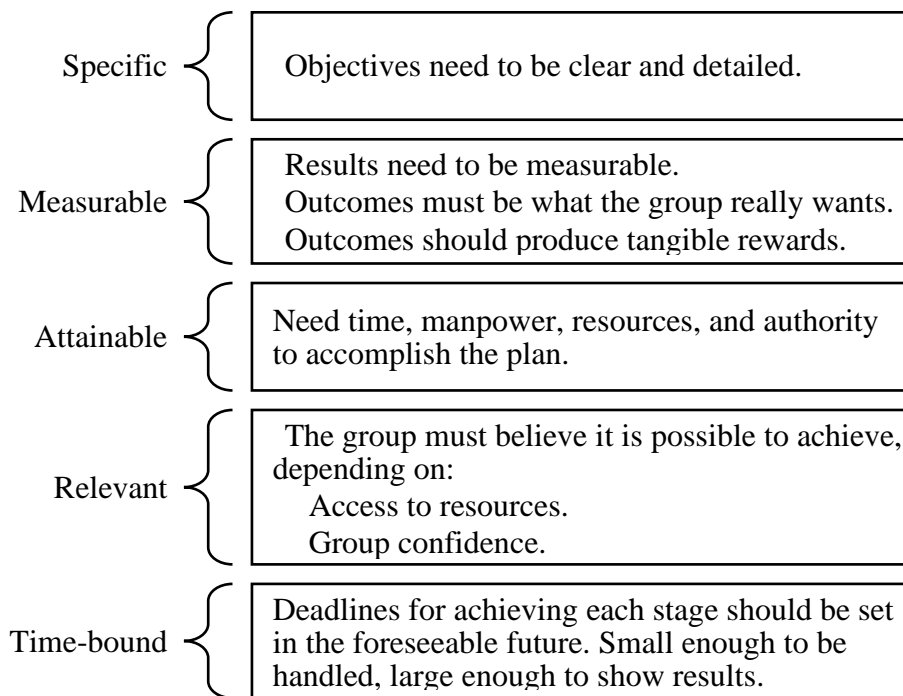 Specific
Objectives need to be clear and detailed.
Measurable
Results need to be measurable.
Outcomes must be what the group really wants.
Outcomes should produce tangible rewards.
Attainable
Need time, manpower, resources, and authority
to accomplish the plan.
Relevant
The group must believe it is possible to achieve,
depending on:
Access to resources.
Group confidence.
Time-bound
Deadlines for achieving each stage should be set
in the foreseeable future. Small enough to be
handled, large enough to show results.